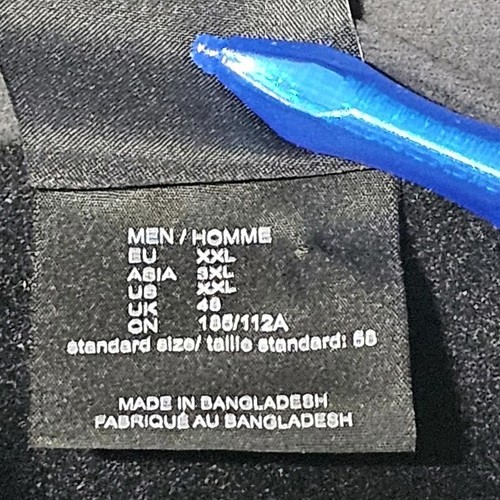 MEN / HOMME
EU XXL
ASIA 3XL
US XXL
UK 48
CN 185/112A
standard size/ taille standard: 58
MADE IN BANGLADESH
FABRIQUÉ AU BANGLADESH